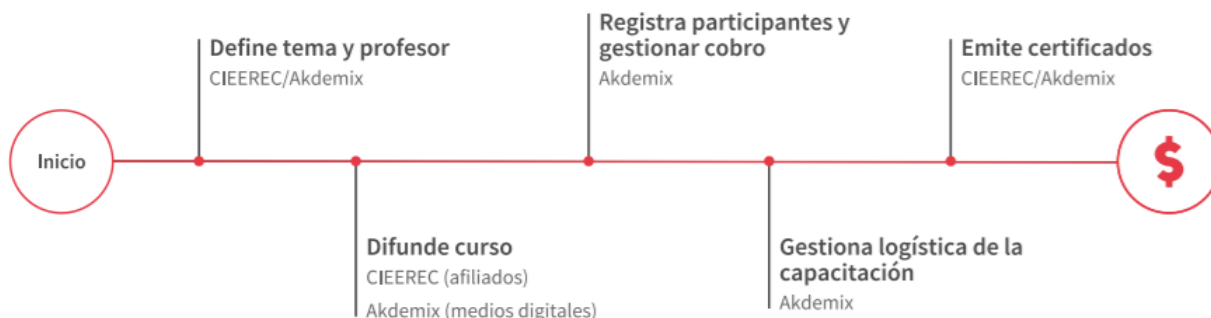 Inicio
Define tema y profesor
CIEEREC/Akdemix
Difunde curso
CIEEREC (afiliados)
Akdemix (medios digitales)
Registra participantes y
gestionar cobro
Akdemix
Gestiona logística de la
capacitación
Akdemix
Emite certificados
CIEEREC/Akdemix
$